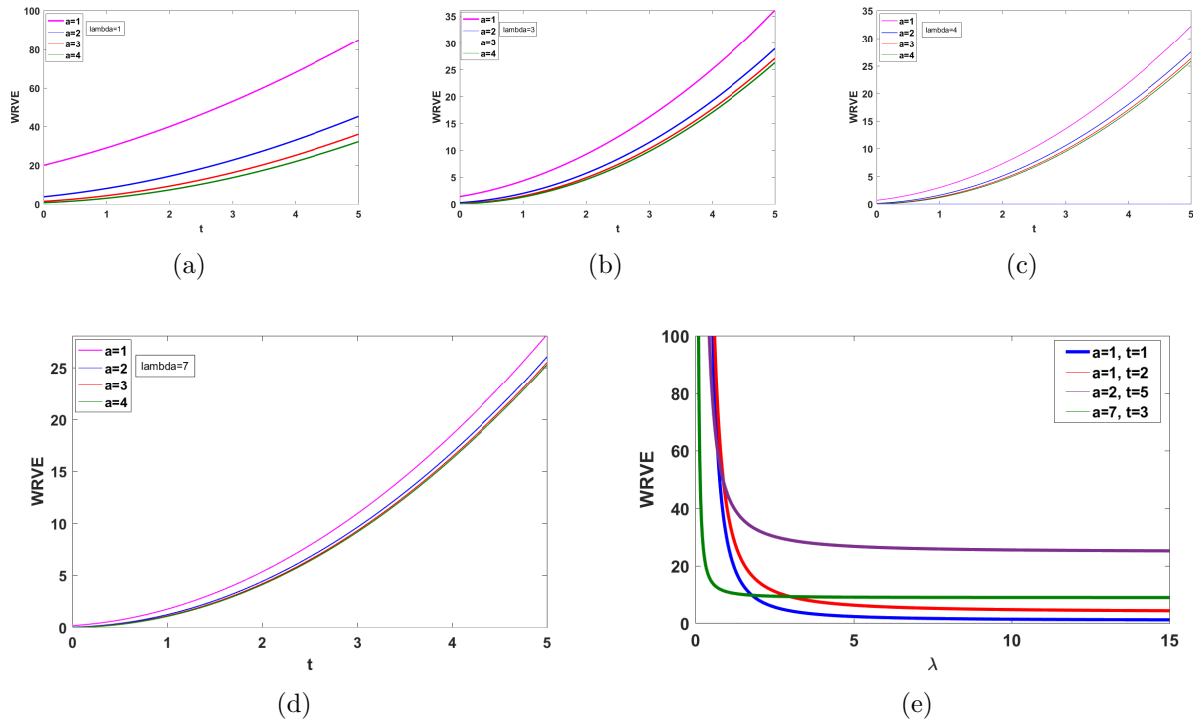 100
80
60
40
20
0
WRVE
a=1
a=2
a=3
a=4
lambda=1
0 1 2 3 4 5
t
(a)
35
30
25
20
15
10
5
0
WRVE
a=1
a=2
a=3
a=4
lambda=3
0 1 2 3 4 5
t
(b)
35
30
25
20
15
10
5
0
WRVE
a=1
a=2
a=3
a=4
lambda=4
0 1 2 3 4 5
t
(c)
25
20
15
10
5
0
WRVE
a=1
a=2
a=3
a=4
lambda=7
0 1 2 3 4 5
t
(d)
100
80
60
40
20
0
WRVE
a=1, t=1
a=1, t=2
a=2, t=5
a=7, t=3
0 5 10 15
λ
(e)